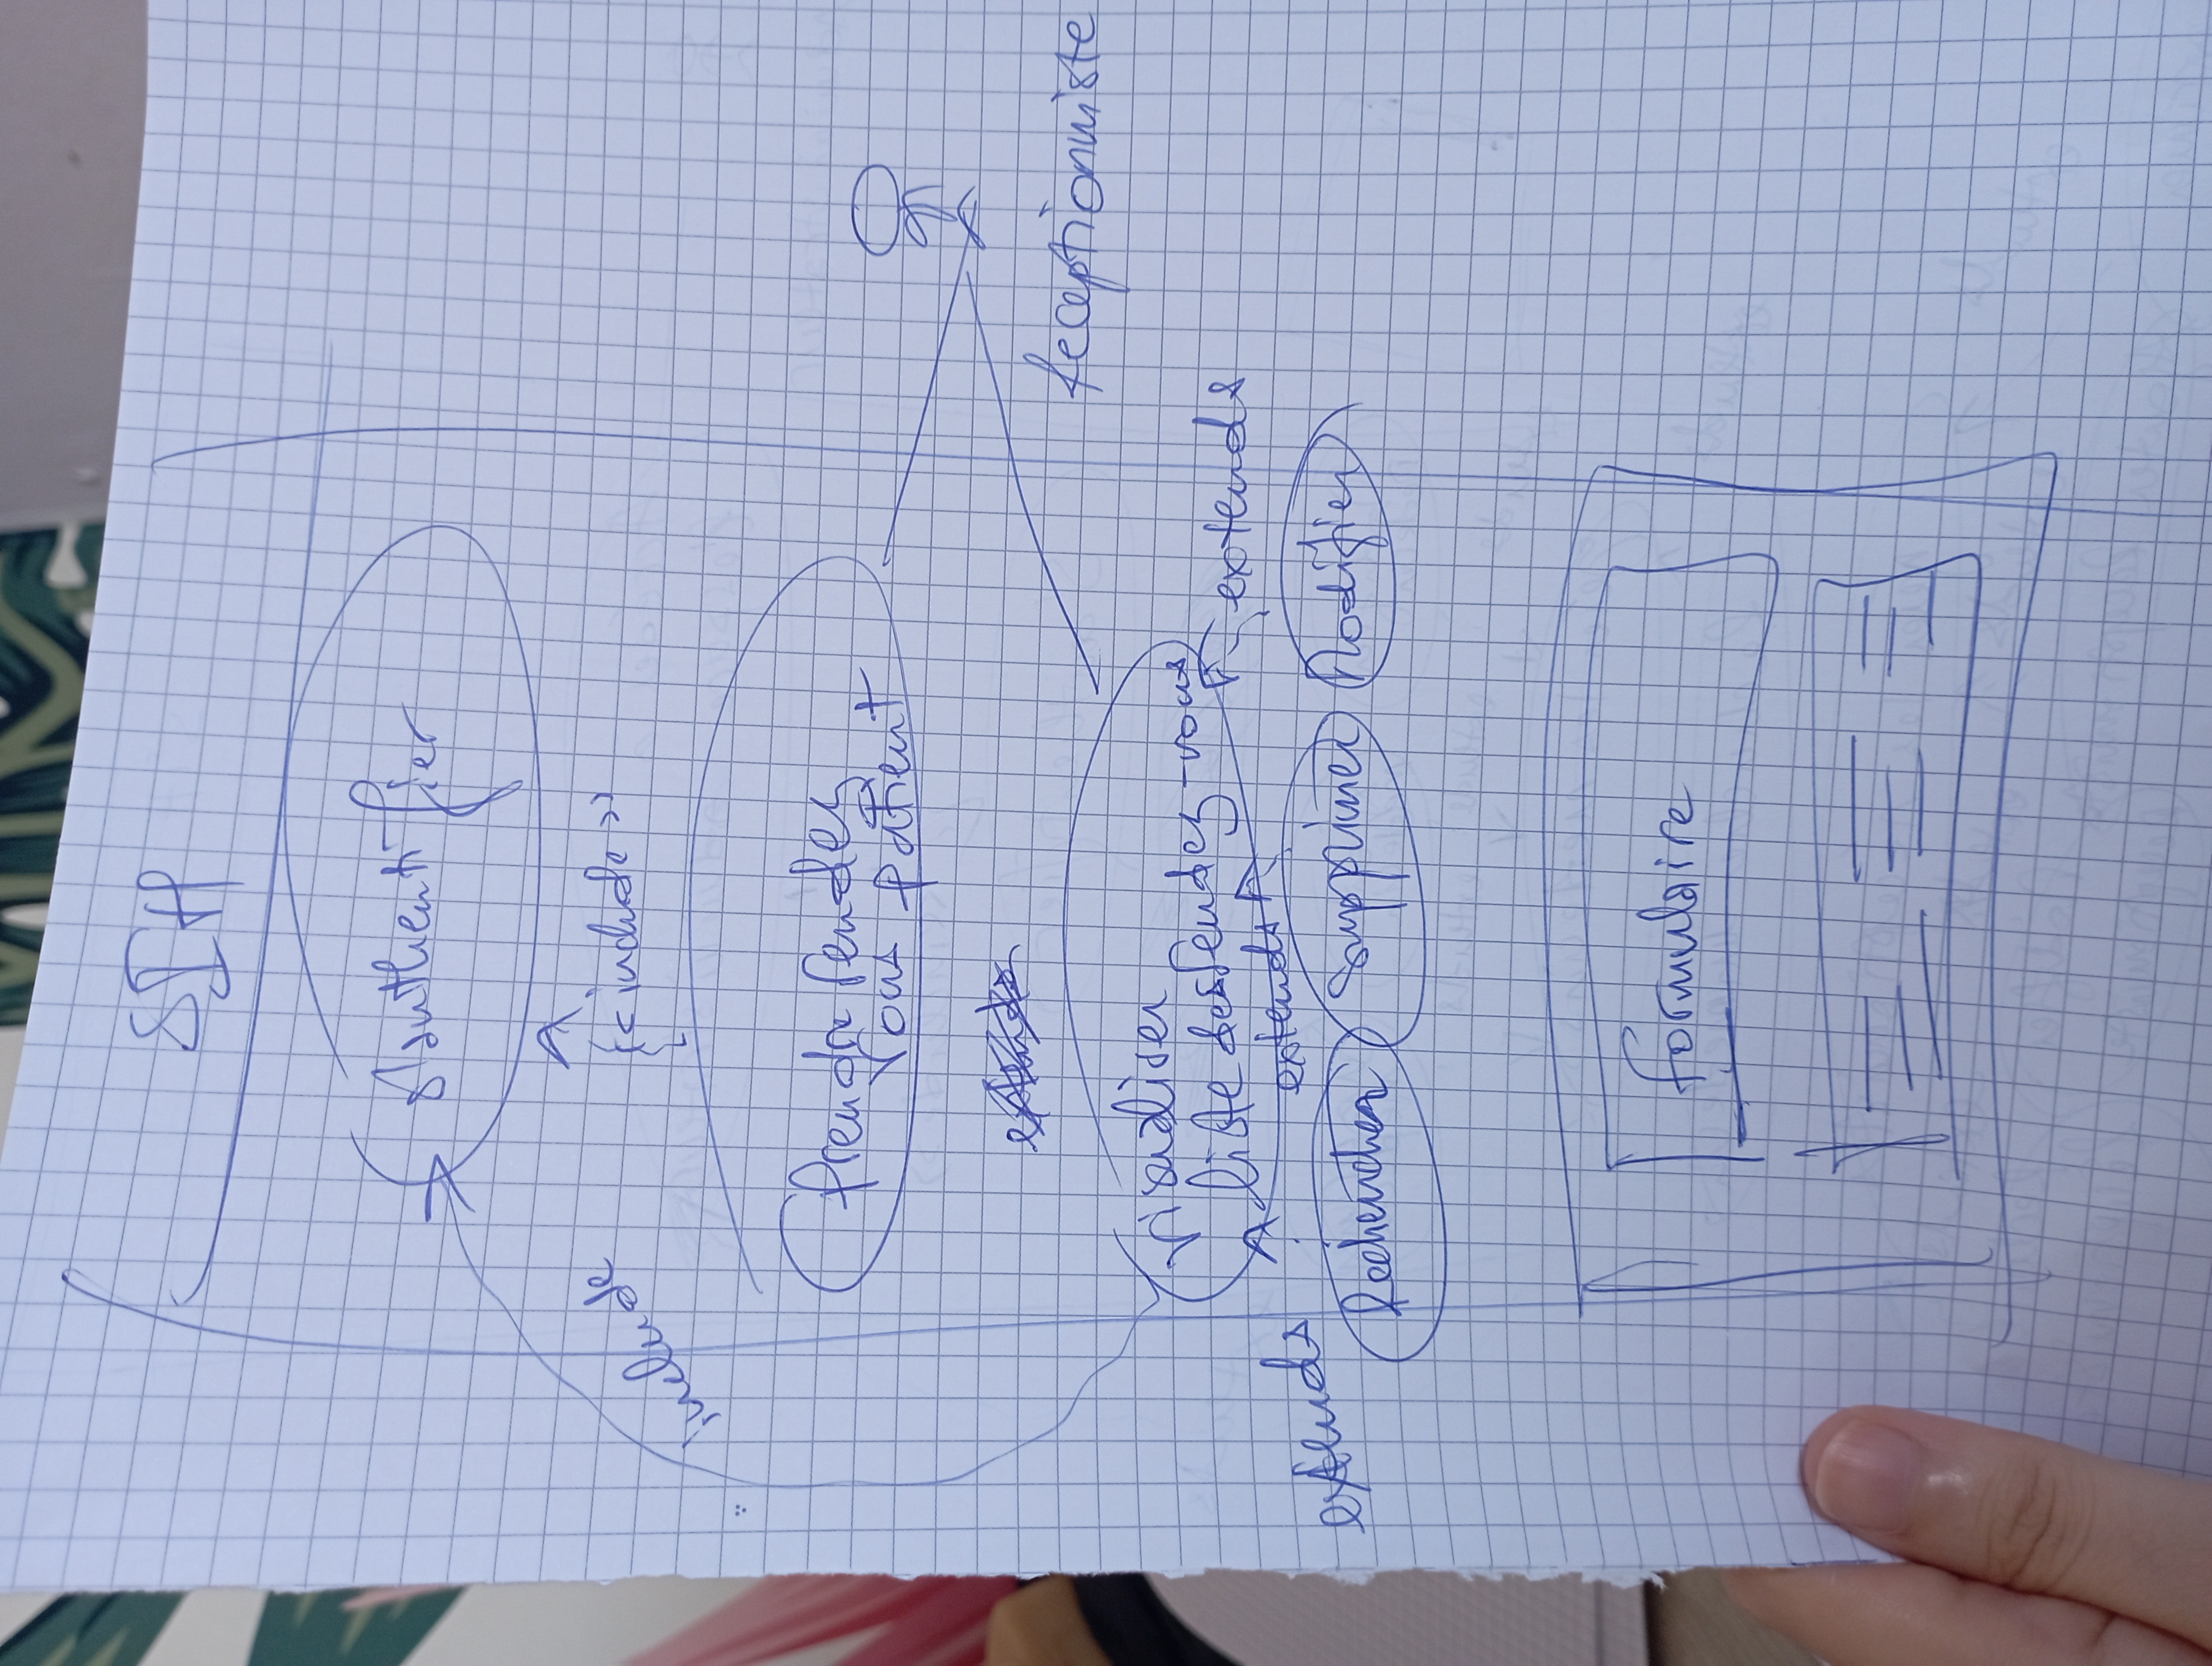 SIH
S'authentifier
<<include>>
include
Prendre rendez
vous patient
Receptionniste
visualiser
liste des rendez-vous
extends
extends
extends
Rechercher
Supprimer
Modifier
formulaire